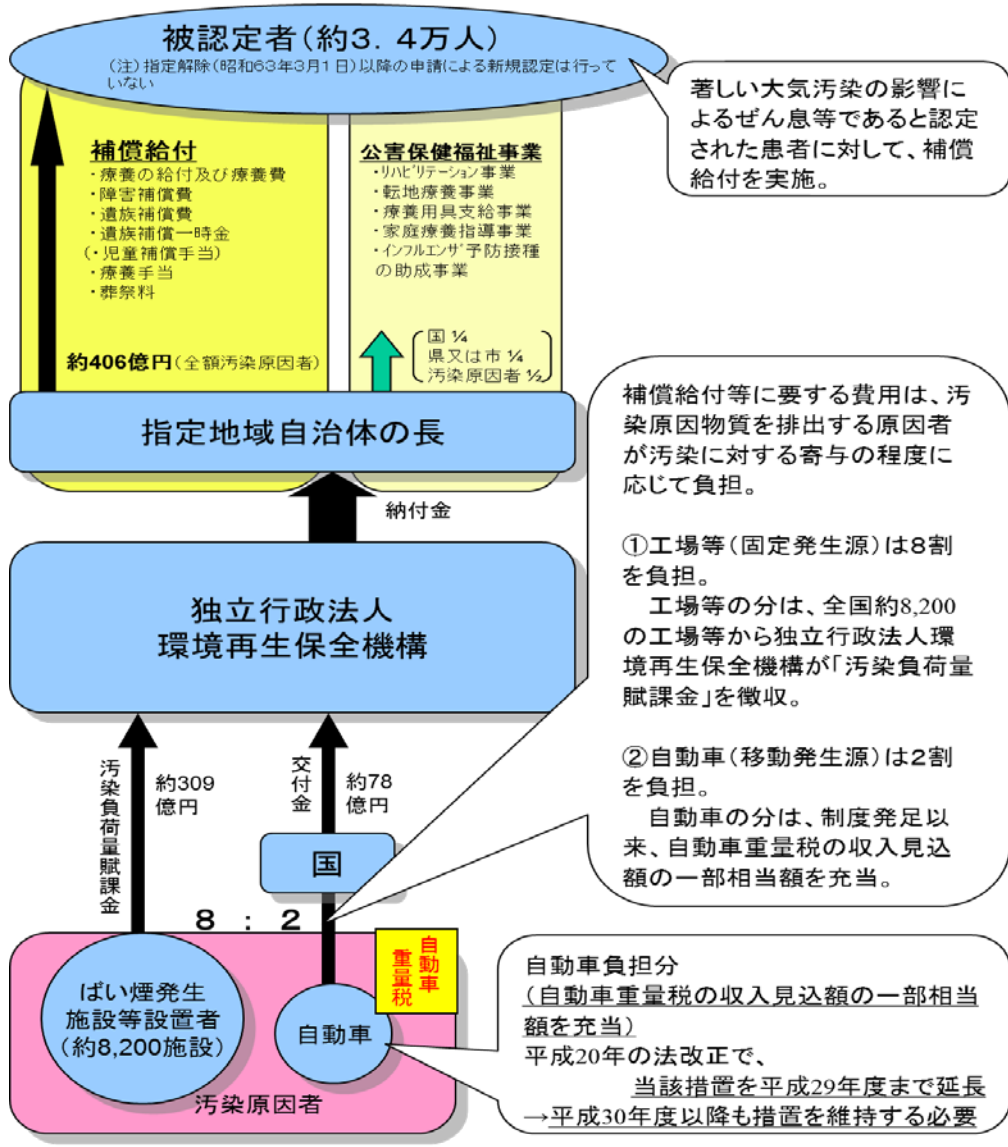 被認定者(約3.4万人)
(注)指定解除(昭和63年3月1日)以降の申請による新規認定は行って
いない
著しい大気汚染の影響に
よるぜん息等であると認定
された患者に対して、補償
給付を実施。
補償給付
・療養の給付及び療養費
・障害補償費
・遺族補償費
・遺族補償一時金
(・児童補償手当)
・療養手当
・葬祭料
約406億円(全額汚染原因者)
公害保健福祉事業
・リハビリテーション事業
・転地療養事業
・療養用具支給事業
・家庭療養指導事業
・インフルエンザ予防接種
の助成事業
国 1/4
県又は市 1/4
汚染原因者 1/2
指定地域自治体の長
納付金
補償給付等に要する費用は、汚
染原因物質を排出する原因者
が汚染に対する寄与の程度に
応じて負担。
①工場等(固定発生源)は8割
を負担。
工場等の分は、全国約8,200
の工場等から独立行政法人環
境再生保全機構が「汚染負荷量
賦課金」を徴収。
②自動車(移動発生源)は2割
を負担。
自動車の分は、制度発足以
来、自動車重量税の収入見込
額の一部相当額を充当。
独立行政法人
環境再生保全機構
汚染負荷量賦課金
約309
億円
交付金
約78
億円
国
8 : 2
自動車
重量税
ばい煙発生
施設等設置者
(約8,200施設)
自動車
汚染原因者
自動車負担分
(自動車重量税の収入見込額の一部相当
額を充当)
平成20年の法改正で、
当該措置を平成29年度まで延長
→平成30年度以降も措置を維持する必要